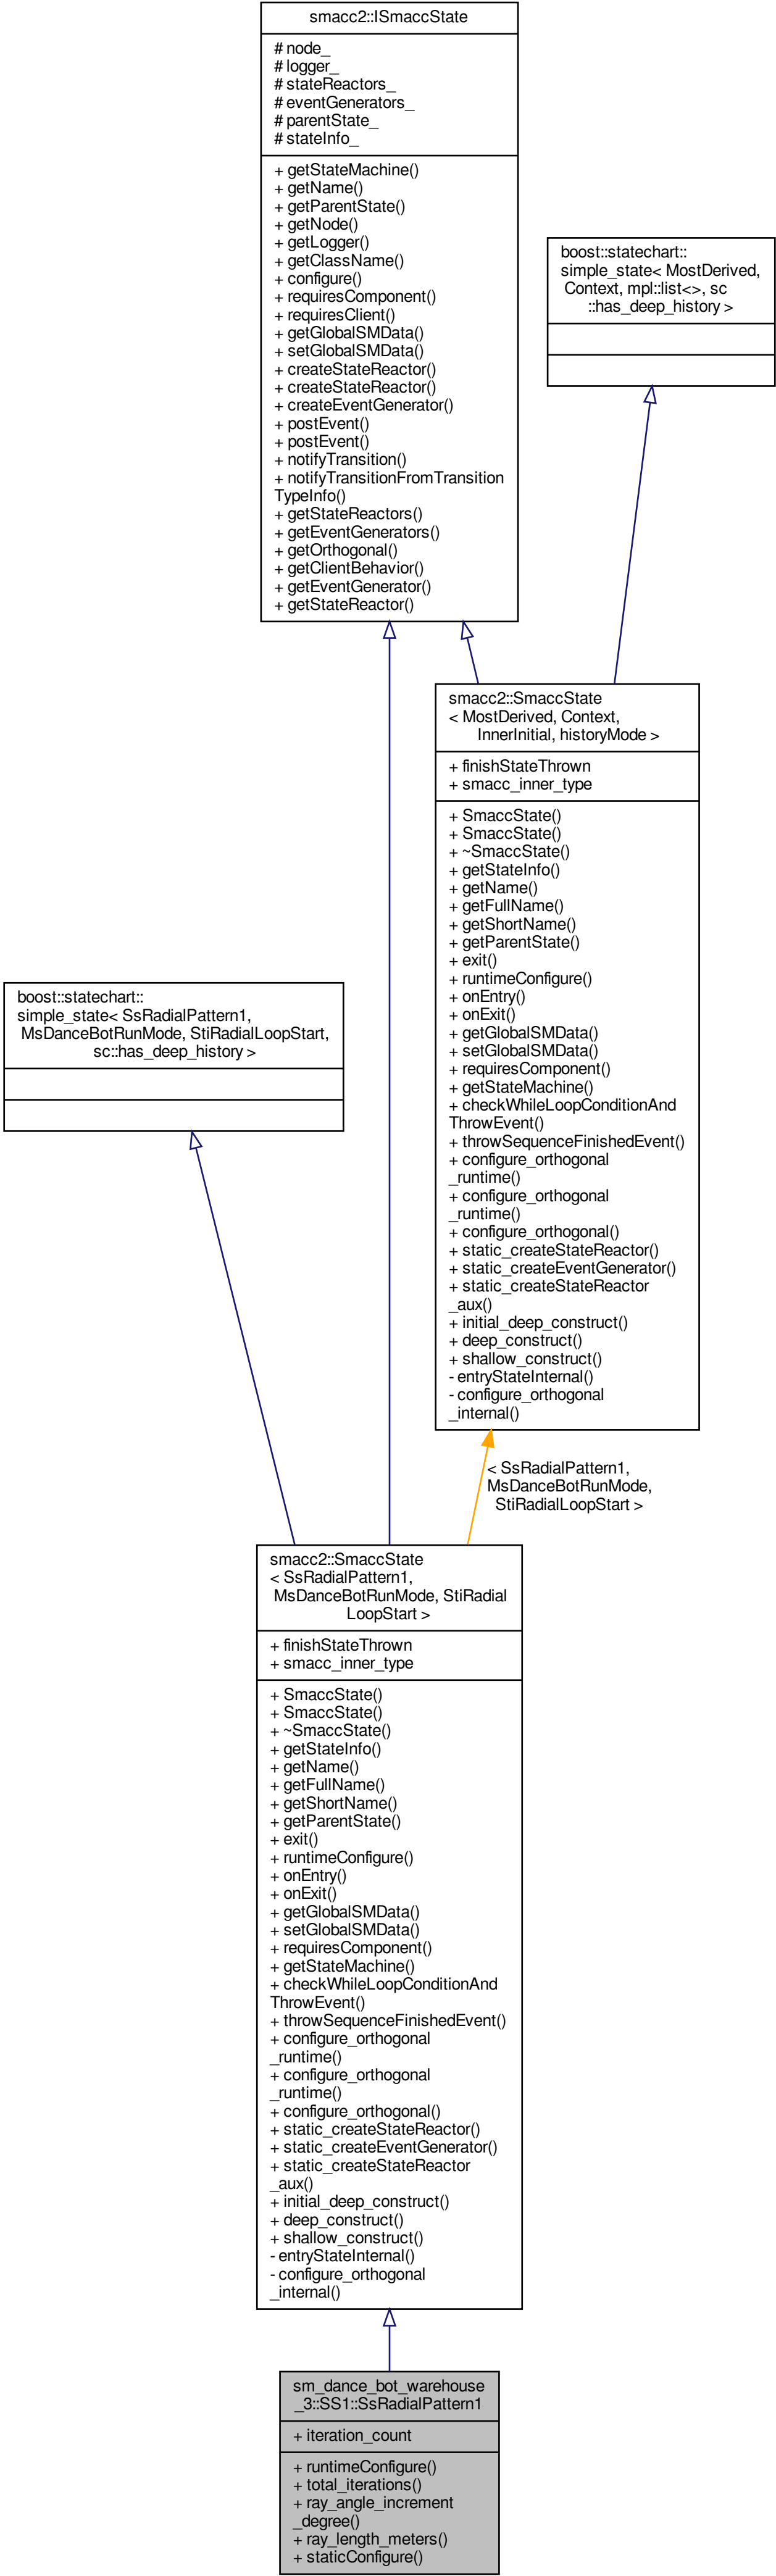 smacc2::ISmaccState
# node_
# logger_
# stateReactors_
# eventGenerators_
# parentState_
# stateInfo_
+ getStateMachine()
+ getName()
+ getParentState()
+ getNode()
+ getLogger()
+ getClassName()
+ configure()
+ requiresComponent()
+ requiresClient()
+ getGlobalSMData()
+ setGlobalSMData()
+ createStateReactor()
+ createStateReactor()
+ createEventGenerator()
+ postEvent()
+ postEvent()
+ notifyTransition()
+ notifyTransitionFromTransition
TypeInfo()
+ getStateReactors()
+ getEventGenerators()
+ getOrthogonal()
+ getClientBehavior()
+ getEventGenerator()
+ getStateReactor()
boost::statechart::
simple_state< MostDerived,
Context, mpl::list<>, sc
::has_deep_history >
smacc2::SmaccState
< MostDerived, Context,
InnerInitial, historyMode >
+ finishStateThrown
+ smacc_inner_type
+ SmaccState()
+ SmaccState()
+ ~SmaccState()
+ getStateInfo()
+ getName()
+ getFullName()
+ getShortName()
+ getParentState()
+ exit()
+ runtimeConfigure()
+ onEntry()
+ onExit()
+ getGlobalSMData()
+ setGlobalSMData()
+ requiresComponent()
+ getStateMachine()
+ checkWhileLoopConditionAnd
ThrowEvent()
+ throwSequenceFinishedEvent()
+ configure_orthogonal
_runtime()
+ configure_orthogonal
_runtime()
+ configure_orthogonal()
+ static_createStateReactor()
+ static_createEventGenerator()
+ static_createStateReactor
_aux()
+ initial_deep_construct()
+ deep_construct()
+ shallow_construct()
- entryStateInternal()
- configure_orthogonal
_internal()
boost::statechart::
simple_state< SsRadialPattern1,
MsDanceBotRunMode, StiRadialLoopStart,
sc::has_deep_history >
< SsRadialPattern1,
MsDanceBotRunMode,
StiRadialLoopStart >
smacc2::SmaccState
< SsRadialPattern1,
MsDanceBotRunMode, StiRadial
LoopStart >
+ finishStateThrown
+ smacc_inner_type
+ SmaccState()
+ SmaccState()
+ ~SmaccState()
+ getStateInfo()
+ getName()
+ getFullName()
+ getShortName()
+ getParentState()
+ exit()
+ runtimeConfigure()
+ onEntry()
+ onExit()
+ getGlobalSMData()
+ setGlobalSMData()
+ requiresComponent()
+ getStateMachine()
+ checkWhileLoopConditionAnd
ThrowEvent()
+ throwSequenceFinishedEvent()
+ configure_orthogonal
_runtime()
+ configure_orthogonal
_runtime()
+ configure_orthogonal()
+ static_createStateReactor()
+ static_createEventGenerator()
+ static_createStateReactor
_aux()
+ initial_deep_construct()
+ deep_construct()
+ shallow_construct()
- entryStateInternal()
- configure_orthogonal
_internal()
sm_dance_bot_warehouse
_3::SS1::SsRadialPattern1
+ iteration_count
+ runtimeConfigure()
+ total_iterations()
+ ray_angle_increment
_degree()
+ ray_length_meters()
+ staticConfigure()